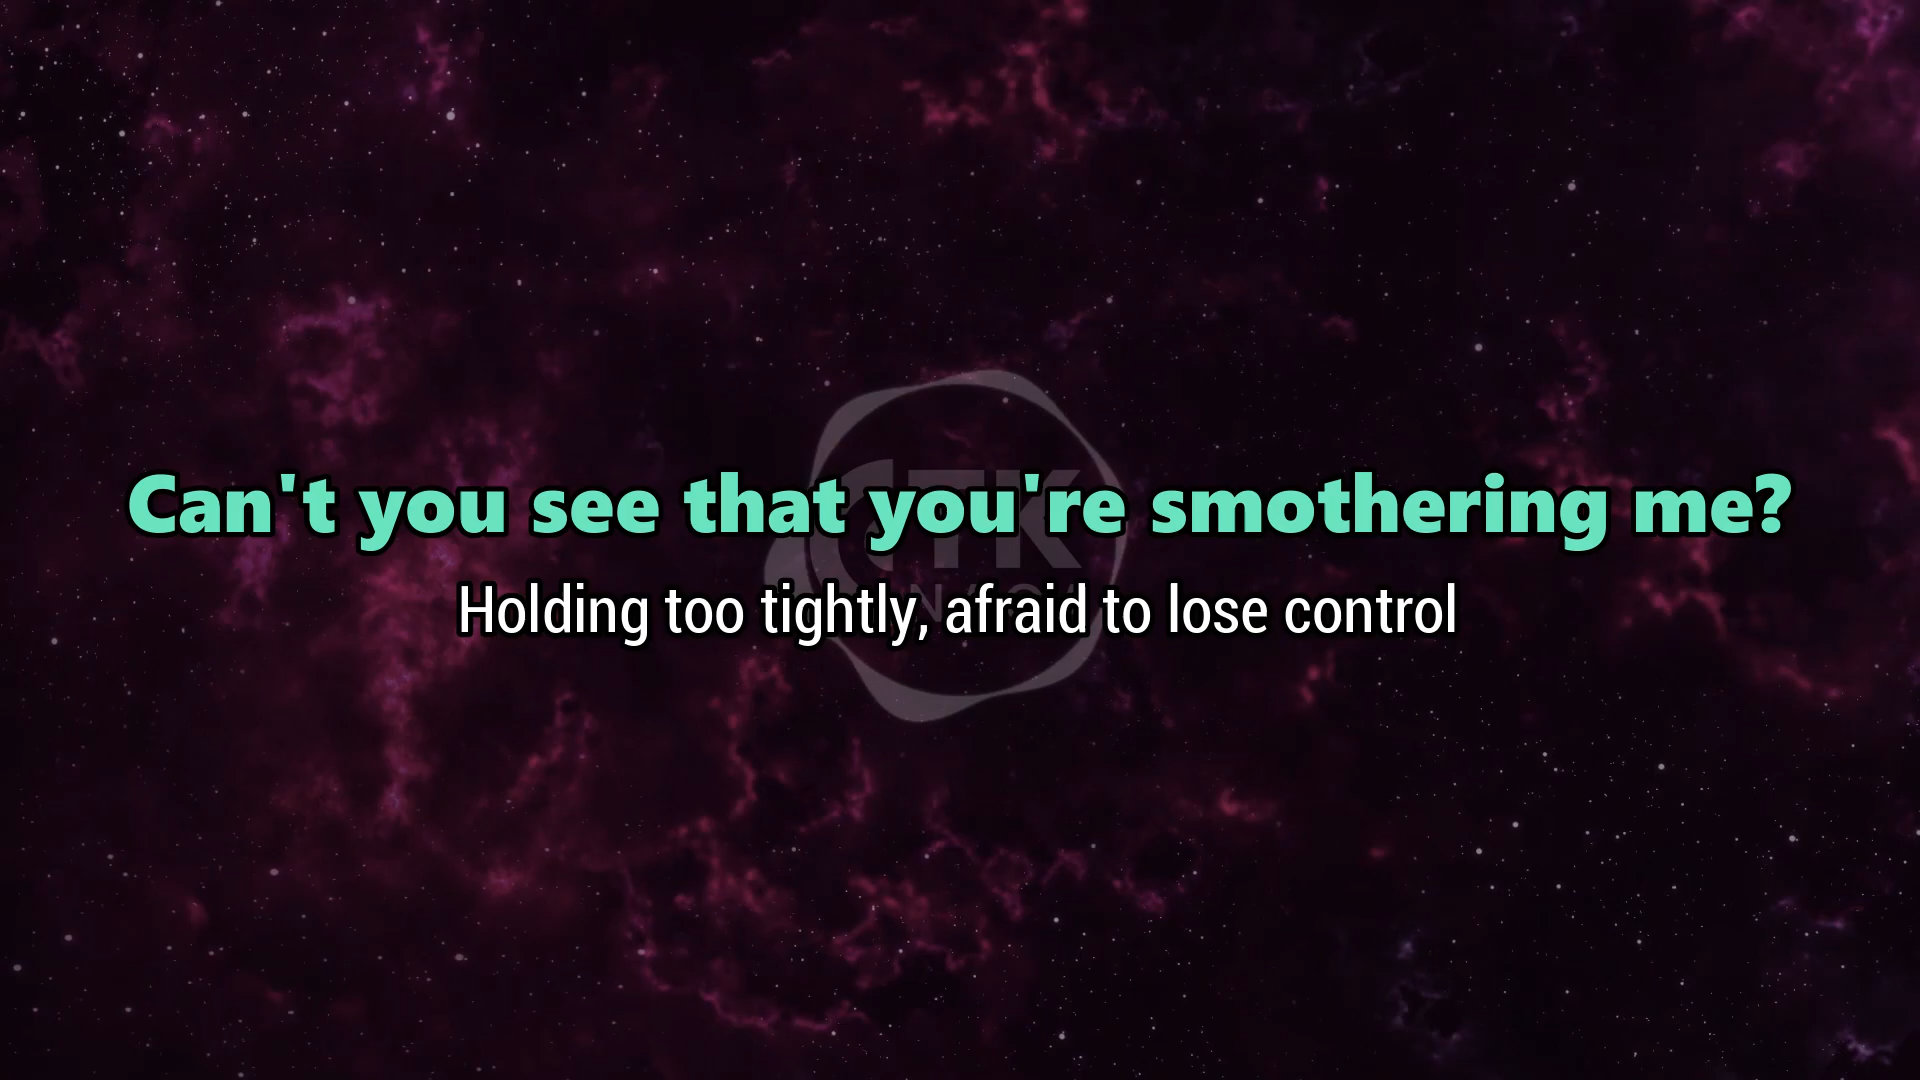 Can't you see that you're smothering me?
Holding too tightly, afraid to lose control